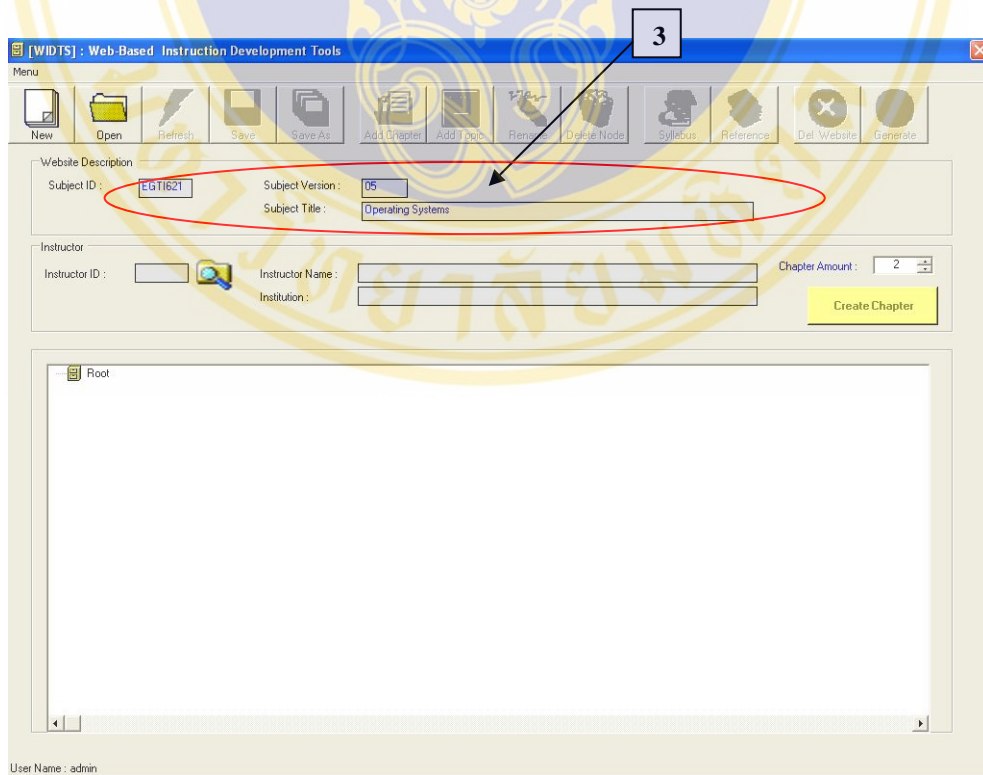 3
[WIDTS] : Web-Based Instruction Development Tools
Menu
New Open Refresh Save Save As Add Chapter Add Topic Rename Delete Node Syllabus Reference Del Website Generate
Website Description
Subject ID : EGTI621 Subject Version : 05
Subject Title : Operating Systems
Instructor
Instructor ID : Instructor Name : Chapter Amount : 2
Institution : Create Chapter
Root
User Name : admin